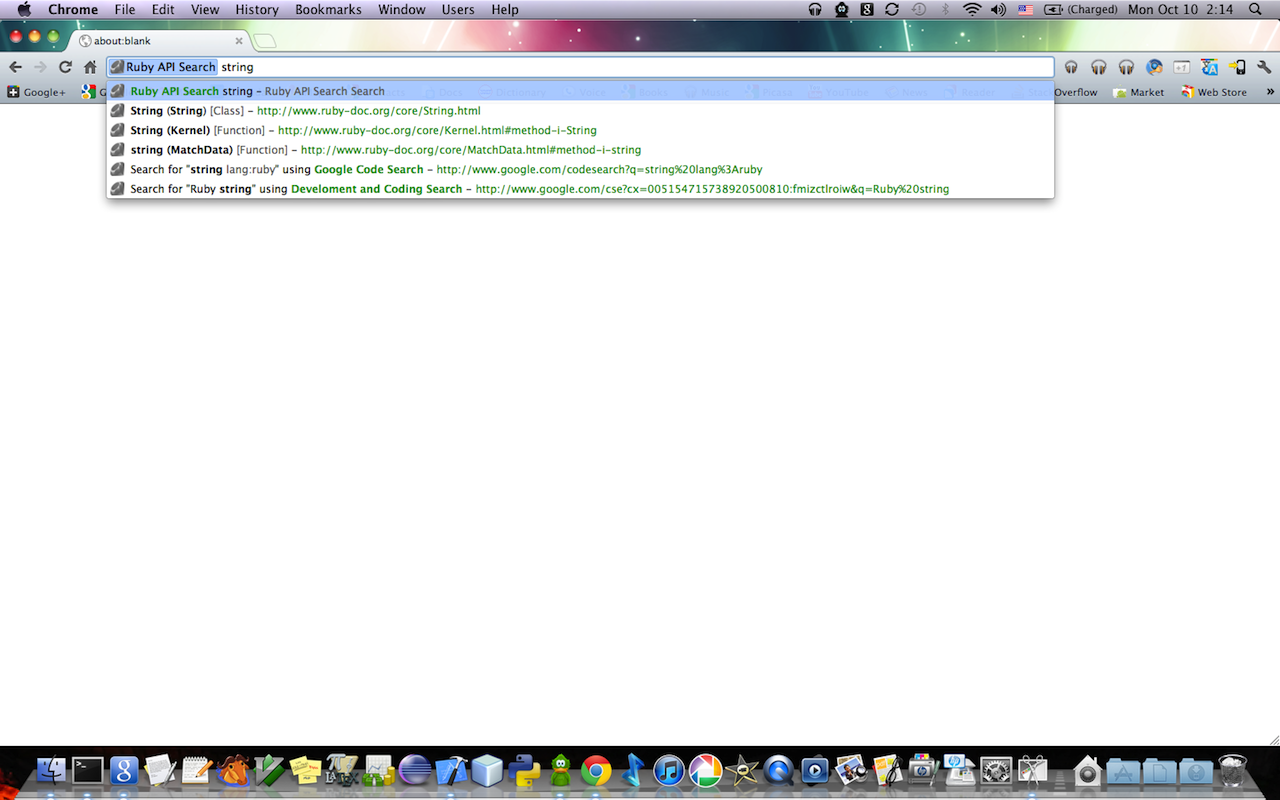 Chrome File Edit View History Bookmarks Window Users Help (Charged) Mon Oct 10 2:14
about:blank
Ruby API Search string
Google+ Overflow Market Web Store »
Ruby API Search string – Ruby API Search Search
String (String) [Class] – http://www.ruby-doc.org/core/String.html
String (Kernel) [Function] – http://www.ruby-doc.org/core/Kernel.html#method-i-String
string (MatchData) [Function] – http://www.ruby-doc.org/core/MatchData.html#method-i-string
Search for "string lang:ruby" using Google Code Search – http://www.google.com/codesearch?q=string%20lang%3Aruby
Search for "Ruby string" using Develoment and Coding Search – http://www.google.com/cse?cx=005154715738920500810:fmizctlroiw&q=Ruby%20string